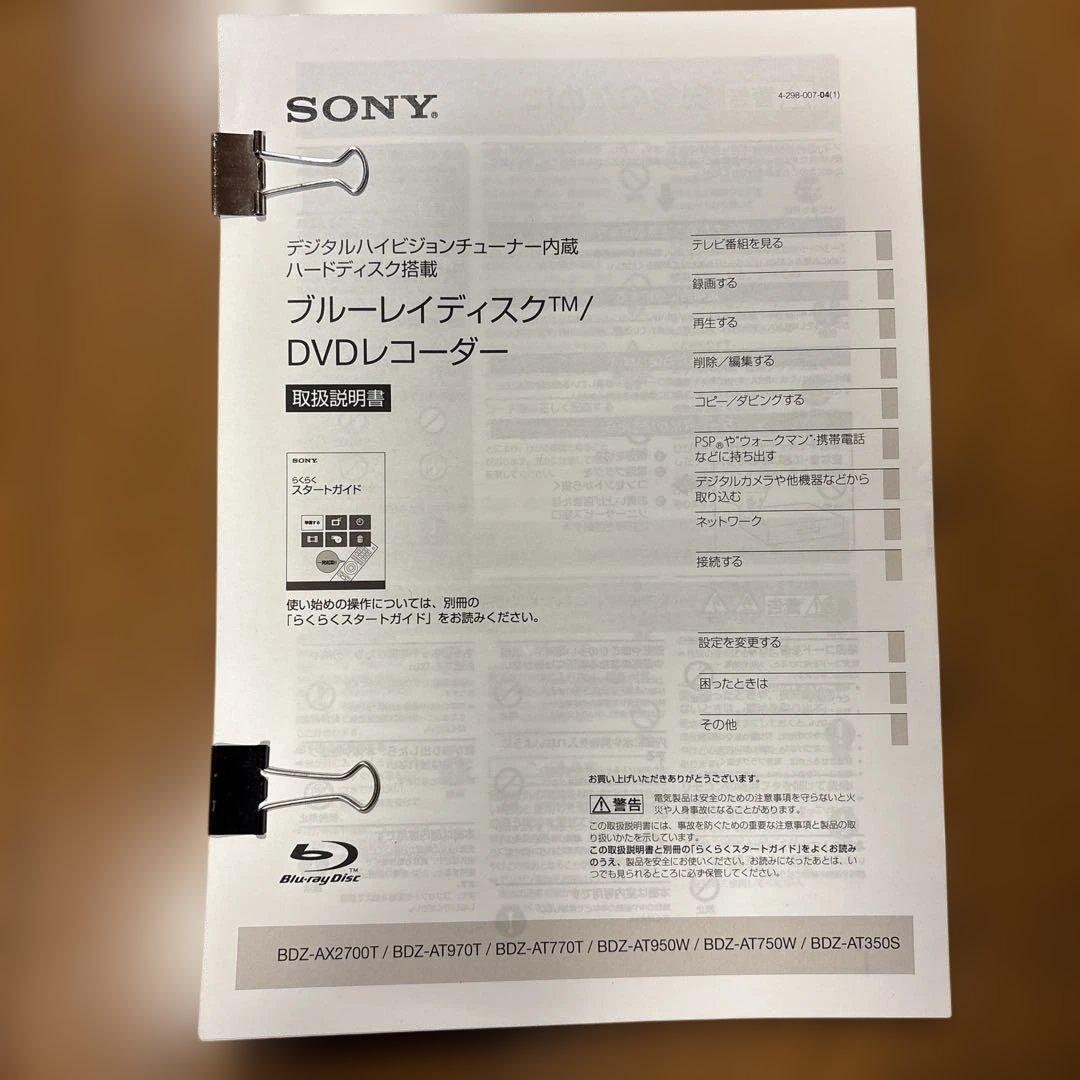 SONY®
4-298-007-04(1)
デジタルハイビジョンチューナー内蔵
ハードディスク搭載
ブルーレイディスク™/
DVDレコーダー
取扱説明書
SONY
らくらく
スタートガイド
準備する
使い始めの操作については、別冊の
「らくらくスタートガイド」をお読みください。
テレビ番組を見る
録画する
再生する
削除／編集する
コピー／ダビングする
PSP®や“ウォークマン”・携帯電話
などに持ち出す
デジタルカメラや他機器などから
取り込む
ネットワーク
接続する
設定を変更する
困ったときは
その他
お買い上げいただきありがとうございます。
警告
電気製品は安全のための注意事項を守らないと火
災や人身事故になることがあります。
この取扱説明書には、事故を防ぐための重要な注意事項と製品の取
り扱いかたを示しています。
この取扱説明書と別冊の「らくらくスタートガイド」をよくお読み
のうえ、製品を安全にお使いください。お読みになったあとは、い
つでも見られるところに必ず保管してください。
Blu-ray Disc™
BDZ-AX2700T / BDZ-AT970T / BDZ-AT770T / BDZ-AT950W / BDZ-AT750W / BDZ-AT350S